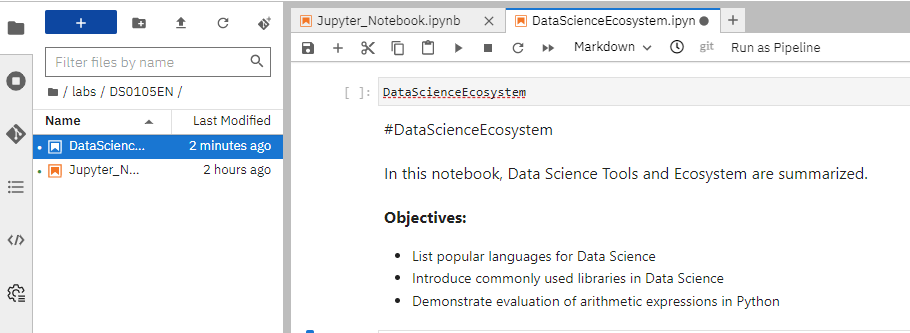 Jupyter_Notebook.ipynb
DataScienceEcosystem.ipyn
Markdown git Run as Pipeline
Filter files by name
/ labs / DS0105EN /
Name Last Modified
DataScienc... 2 minutes ago
Jupyter_N... 2 hours ago
[ ]: DataScienceEcosystem
#DataScienceEcosystem
In this notebook, Data Science Tools and Ecosystem are summarized.
Objectives:
• List popular languages for Data Science
• Introduce commonly used libraries in Data Science
• Demonstrate evaluation of arithmetic expressions in Python